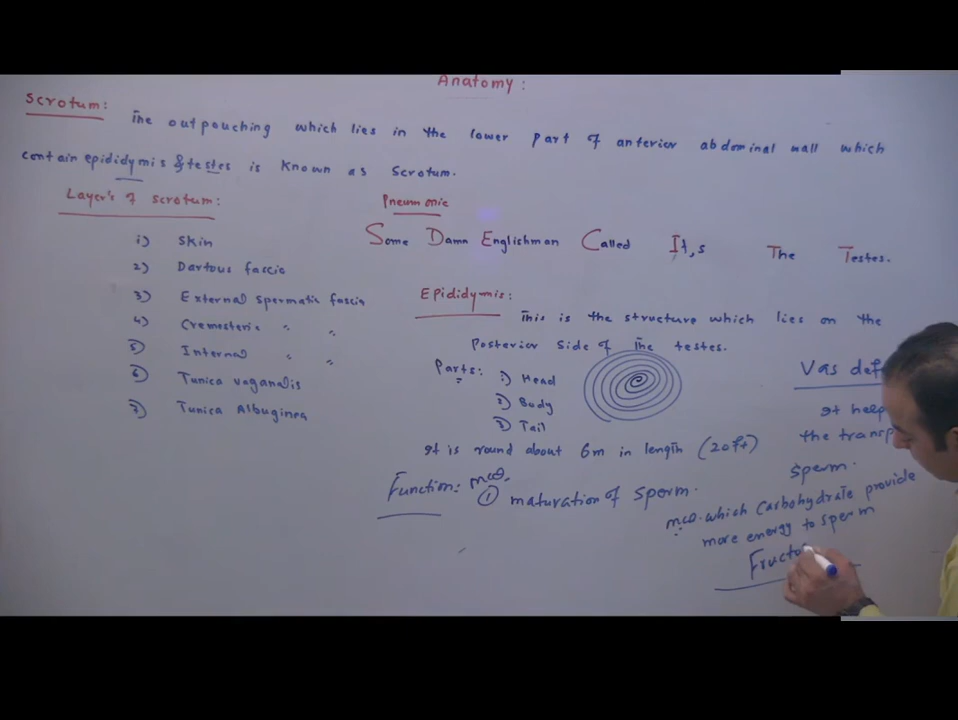 Anatomy:
Scrotum: The outpouching which lies in the lower part of anterior abdominal wall which
contain epididymis & testes is known as scrotum.
Layer's of scrotum:
1) Skin
2) Dartous fascic
3) External spermatic fascia
4) Cremesteric " "
5) Internal " "
6) Tunica vaganalis
7) Tunica Albuginea
Pneumonic
Some Damn Englishman Called It,s The Testes.
Epididymis:
This is the structure which lies on the
posterior side of the testes.
Parts: 1) Head
2) Body
3) Tail
It is round about 6m in length (20ft)
Function: mcQ.
① maturation of sperm.
Vas def
It help
the transp
sperm.
mcQ. which Carbohydrate provide
more energy to sperm
Fructo